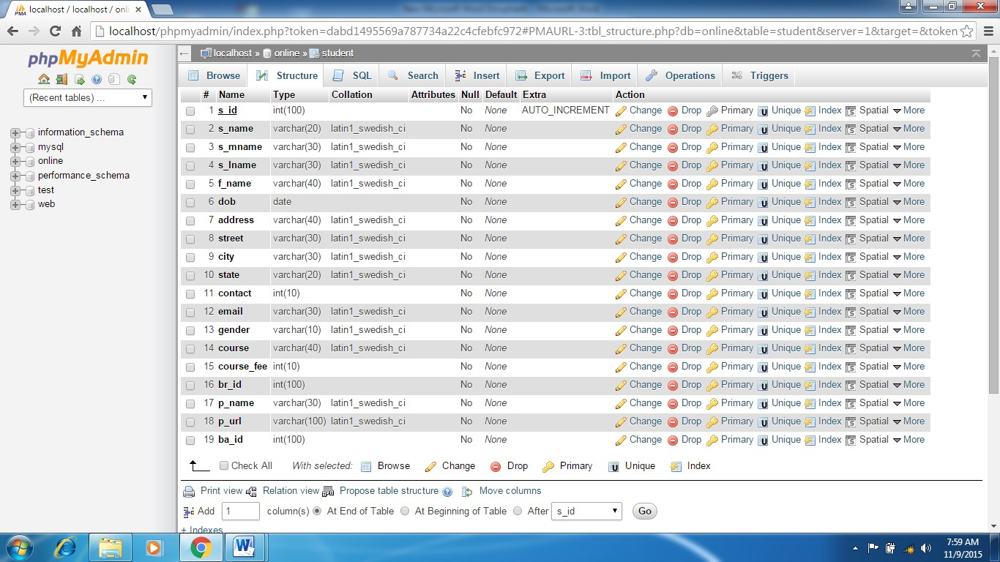 localhost / localhost / onli
localhost/phpmyadmin/index.php?token=dabd1495569a787734a22c4cfebfc972#PMAURL-3:tbl_structure.php?db=online&table=student&server=1&target=&token
phpMyAdmin
(Recent tables) ...
information_schema
mysql
online
performance_schema
test
web
localhost » online » student
Browse Structure SQL Search Insert Export Import Operations Triggers
# Name Type Collation Attributes Null Default Extra Action
1 s_id int(100) No None AUTO_INCREMENT Change Drop Primary Unique Index Spatial More
2 s_name varchar(20) latin1_swedish_ci No None Change Drop Primary Unique Index Spatial More
3 s_mname varchar(30) latin1_swedish_ci No None Change Drop Primary Unique Index Spatial More
4 s_lname varchar(30) latin1_swedish_ci No None Change Drop Primary Unique Index Spatial More
5 f_name varchar(40) latin1_swedish_ci No None Change Drop Primary Unique Index Spatial More
6 dob date No None Change Drop Primary Unique Index Spatial More
7 address varchar(40) latin1_swedish_ci No None Change Drop Primary Unique Index Spatial More
8 street varchar(30) latin1_swedish_ci No None Change Drop Primary Unique Index Spatial More
9 city varchar(30) latin1_swedish_ci No None Change Drop Primary Unique Index Spatial More
10 state varchar(20) latin1_swedish_ci No None Change Drop Primary Unique Index Spatial More
11 contact int(10) No None Change Drop Primary Unique Index Spatial More
12 email varchar(30) latin1_swedish_ci No None Change Drop Primary Unique Index Spatial More
13 gender varchar(10) latin1_swedish_ci No None Change Drop Primary Unique Index Spatial More
14 course varchar(40) latin1_swedish_ci No None Change Drop Primary Unique Index Spatial More
15 course_fee int(10) No None Change Drop Primary Unique Index Spatial More
16 br_id int(100) No None Change Drop Primary Unique Index Spatial More
17 p_name varchar(30) latin1_swedish_ci No None Change Drop Primary Unique Index Spatial More
18 p_url varchar(100) latin1_swedish_ci No None Change Drop Primary Unique Index Spatial More
19 ba_id int(100) No None Change Drop Primary Unique Index Spatial More
Check All With selected: Browse Change Drop Primary Unique Index
Print view Relation view Propose table structure Move columns
Add 1 column(s) At End of Table At Beginning of Table After s_id Go
+ Indexes
7:59 AM
11/9/2015